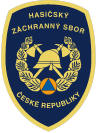 HASIČSKÝ
ZÁCHRANNÝ SBOR
ČESKÉ REPUBLIKY